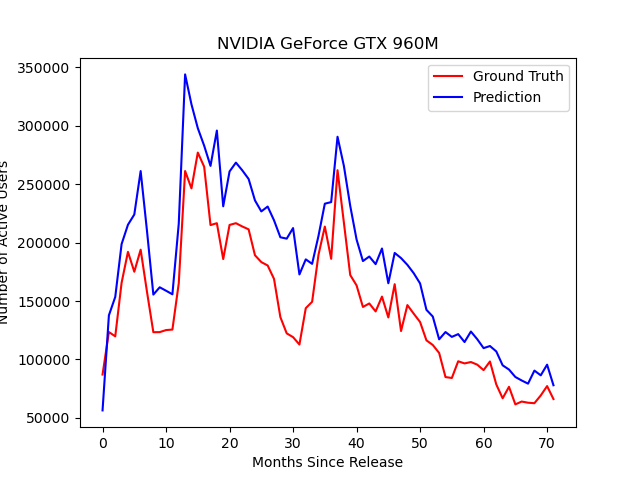 NVIDIA GeForce GTX 960M
Ground Truth
Prediction
350000
300000
250000
200000
150000
100000
50000
Number of Active Users
0 10 20 30 40 50 60 70
Months Since Release